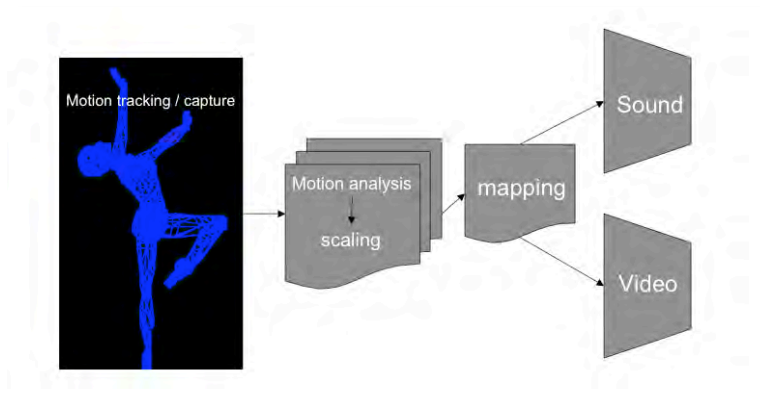 Motion tracking / capture
Motion analysis
scaling
mapping
Sound
Video